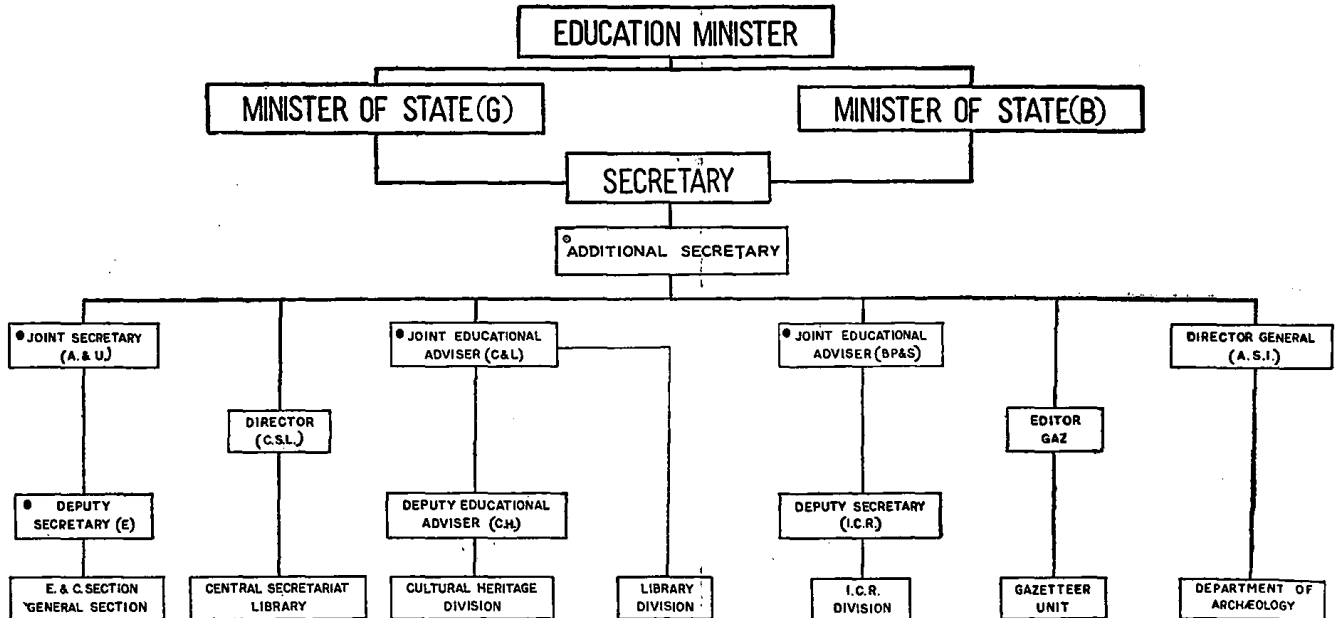 EDUCATION MINISTER
MINISTER OF STATE(G)
MINISTER OF STATE(B)
SECRETARY
ADDITIONAL SECRETARY
JOINT SECRETARY
(A. & U.)
JOINT EDUCATIONAL
ADVISER (C&L)
JOINT EDUCATIONAL
ADVISER (BP&S)
DIRECTOR GENERAL
(A.S.I.)
DIRECTOR
(C.S.L.)
EDITOR
GAZ
DEPUTY
SECRETARY (E)
DEPUTY EDUCATIONAL
ADVISER (C.H.)
DEPUTY SECRETARY
(I.C.R.)
E. & C. SECTION
GENERAL SECTION
CENTRAL SECRETARIAT
LIBRARY
CULTURAL HERITAGE
DIVISION
LIBRARY
DIVISION
I.C.R.
DIVISION
GAZETTEER
UNIT
DEPARTMENT OF
ARCHÆOLOGY